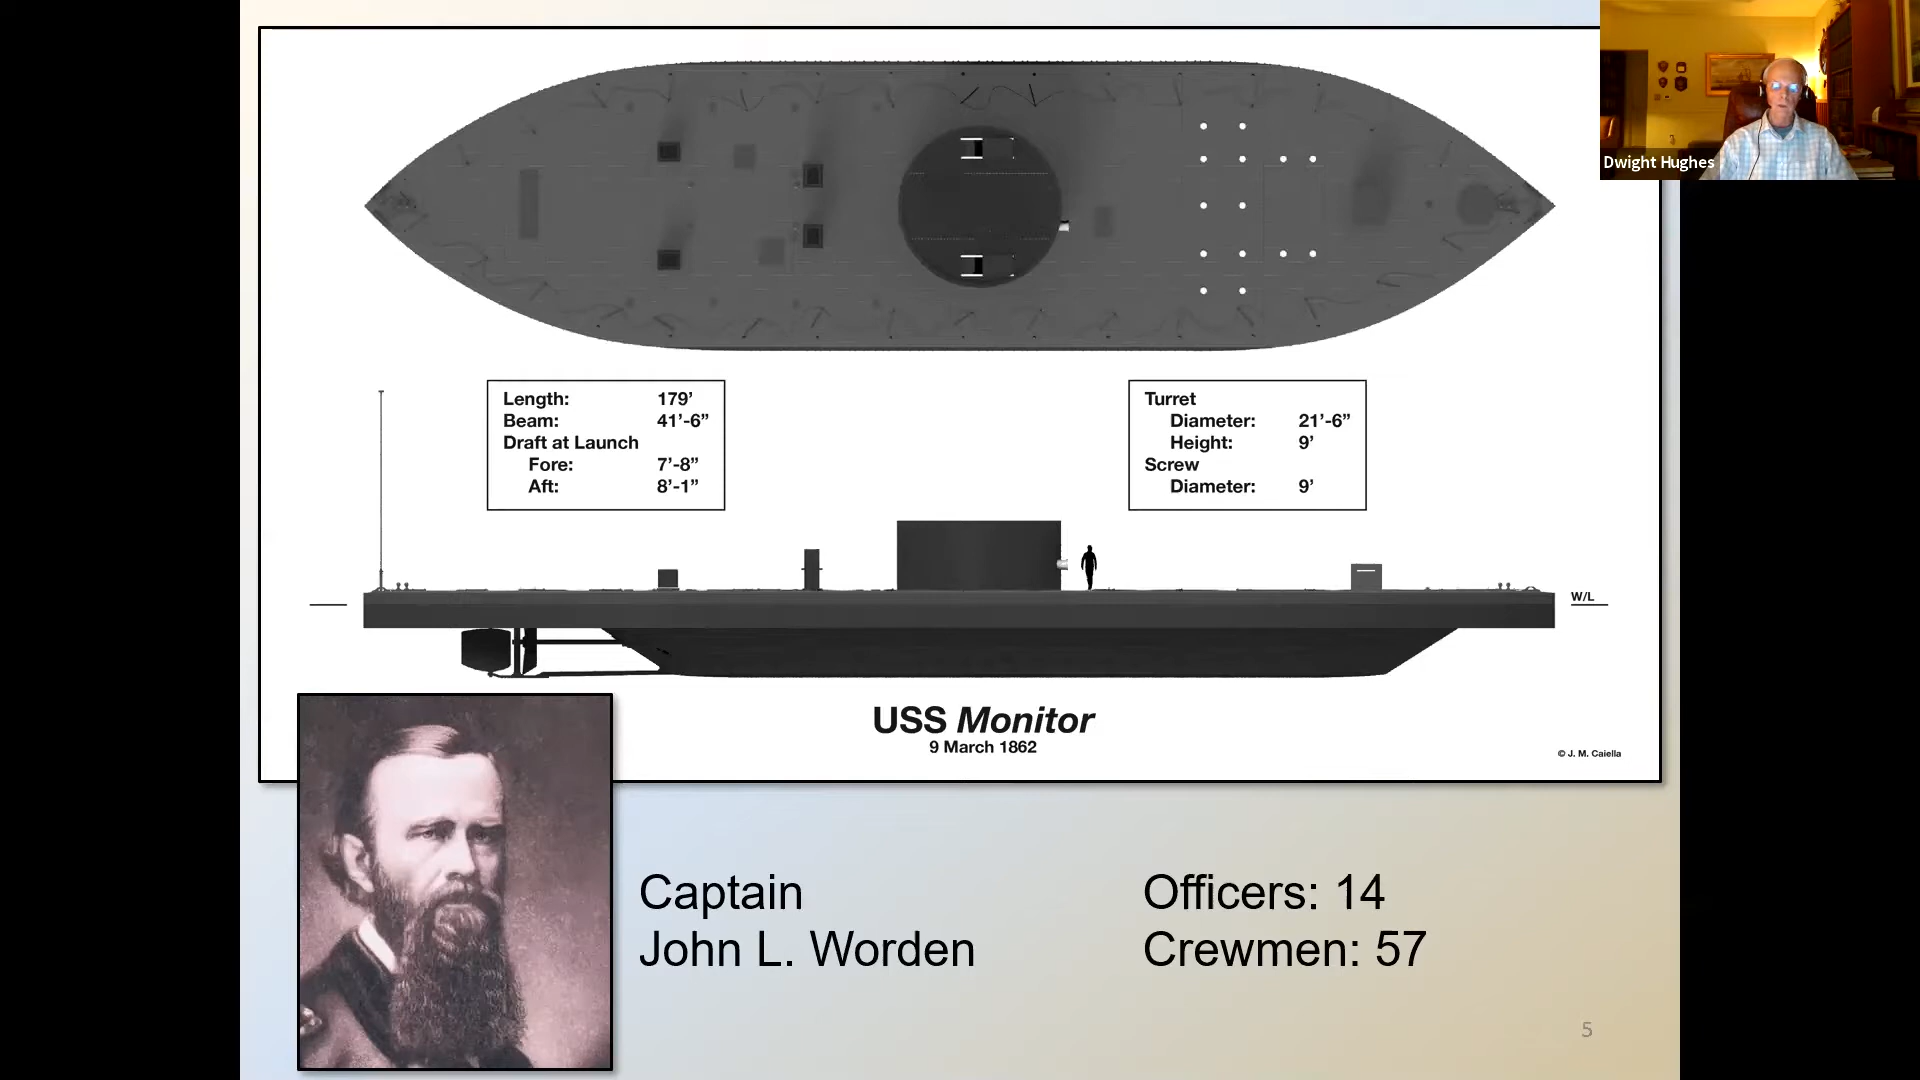 Dwight Hughes
Length: 179’
Beam: 41’-6”
Draft at Launch
Fore: 7’-8”
Aft: 8’-1”
Turret
Diameter: 21’-6”
Height: 9’
Screw
Diameter: 9’
W/L
USS Monitor
9 March 1862
© J. M. Caiella
Captain
John L. Worden
Officers: 14
Crewmen: 57
5